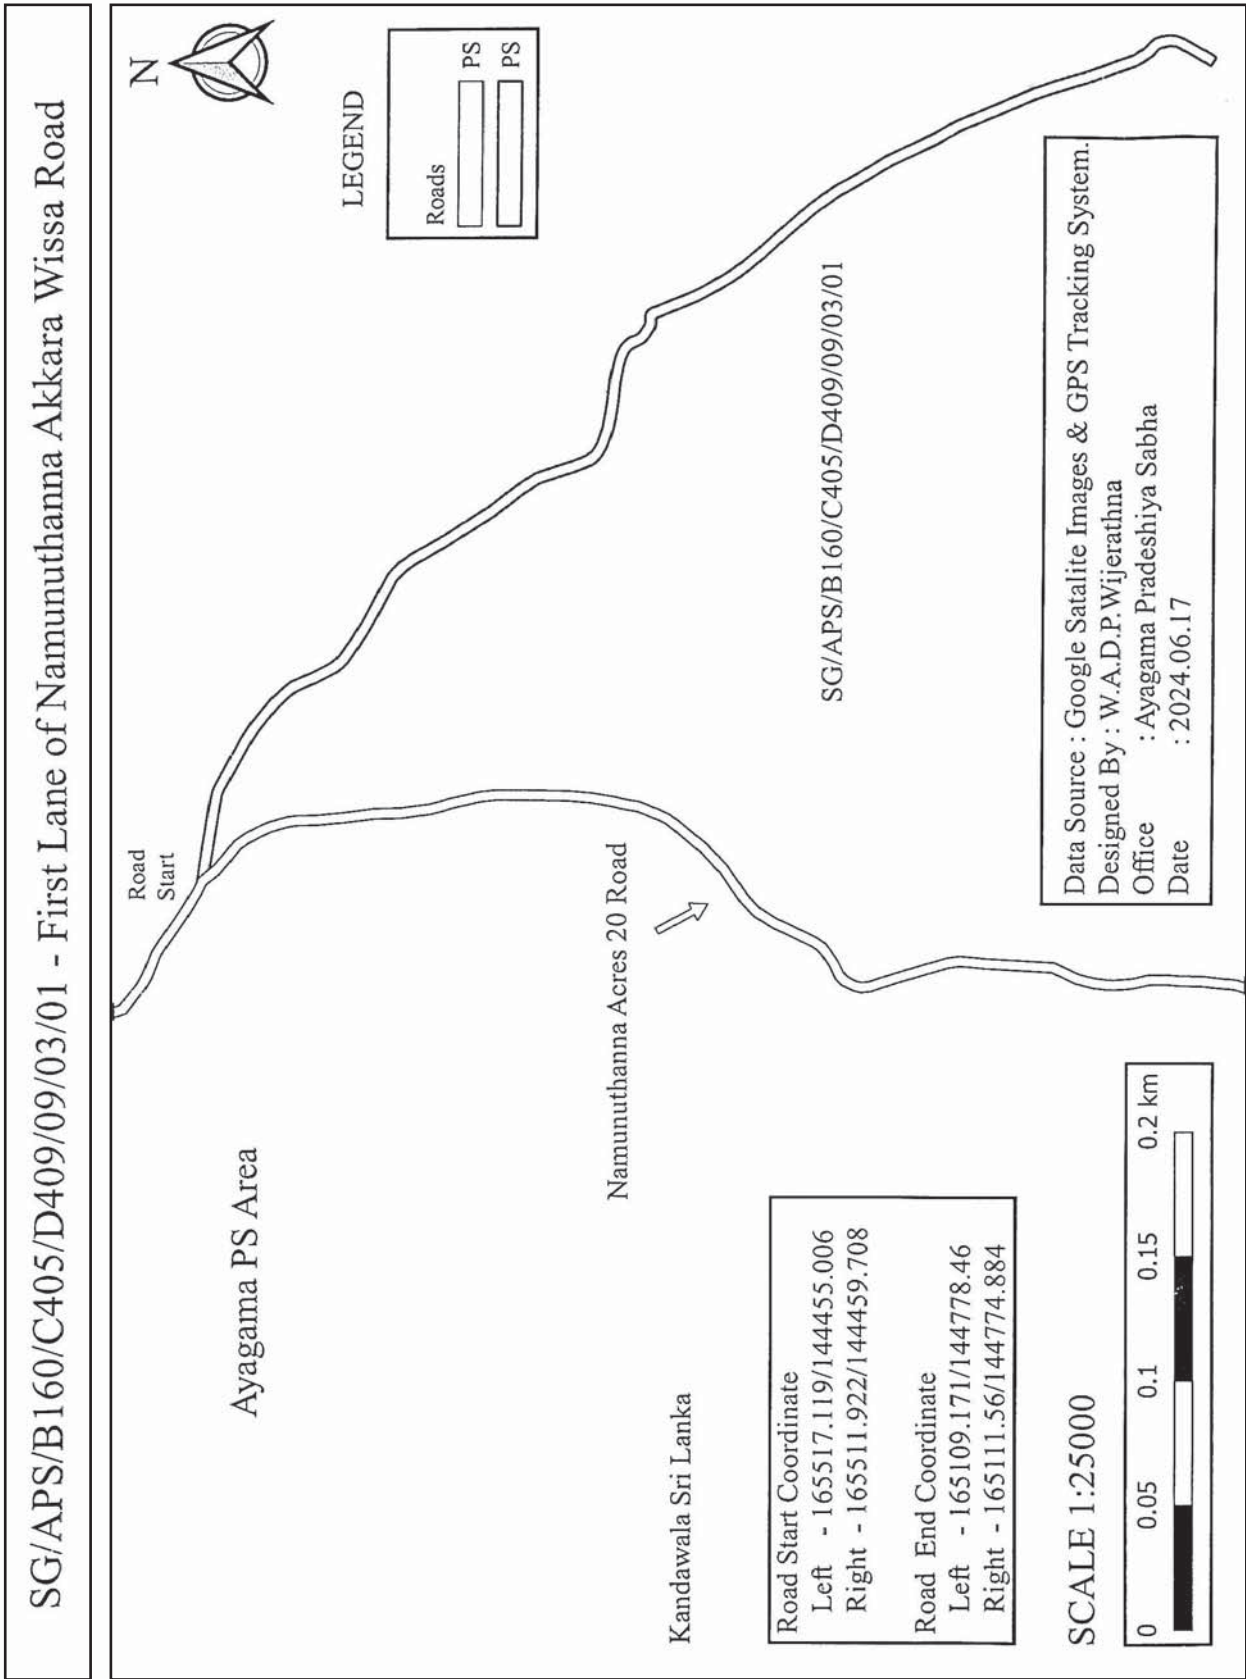 SG/APS/B160/C405/D409/09/03/01 - First Lane of Namunuthanna Akkara Wissa Road
N
LEGEND
Roads
PS
PS
Road
Start
Ayagama PS Area
Namunuthanna Acres 20 Road
SG/APS/B160/C405/D409/09/03/01
Kandawala Sri Lanka
Road Start Coordinate
Left - 165517.119/144455.006
Right - 165511.922/144459.708
Road End Coordinate
Left - 165109.171/144778.46
Right - 165111.56/144774.884
SCALE 1:25000
0 0.05 0.1 0.15 0.2 km
Data Source : Google Satalite Images & GPS Tracking System.
Designed By : W.A.D.P.Wijerathna
Office : Ayagama Pradeshiya Sabha
Date : 2024.06.17